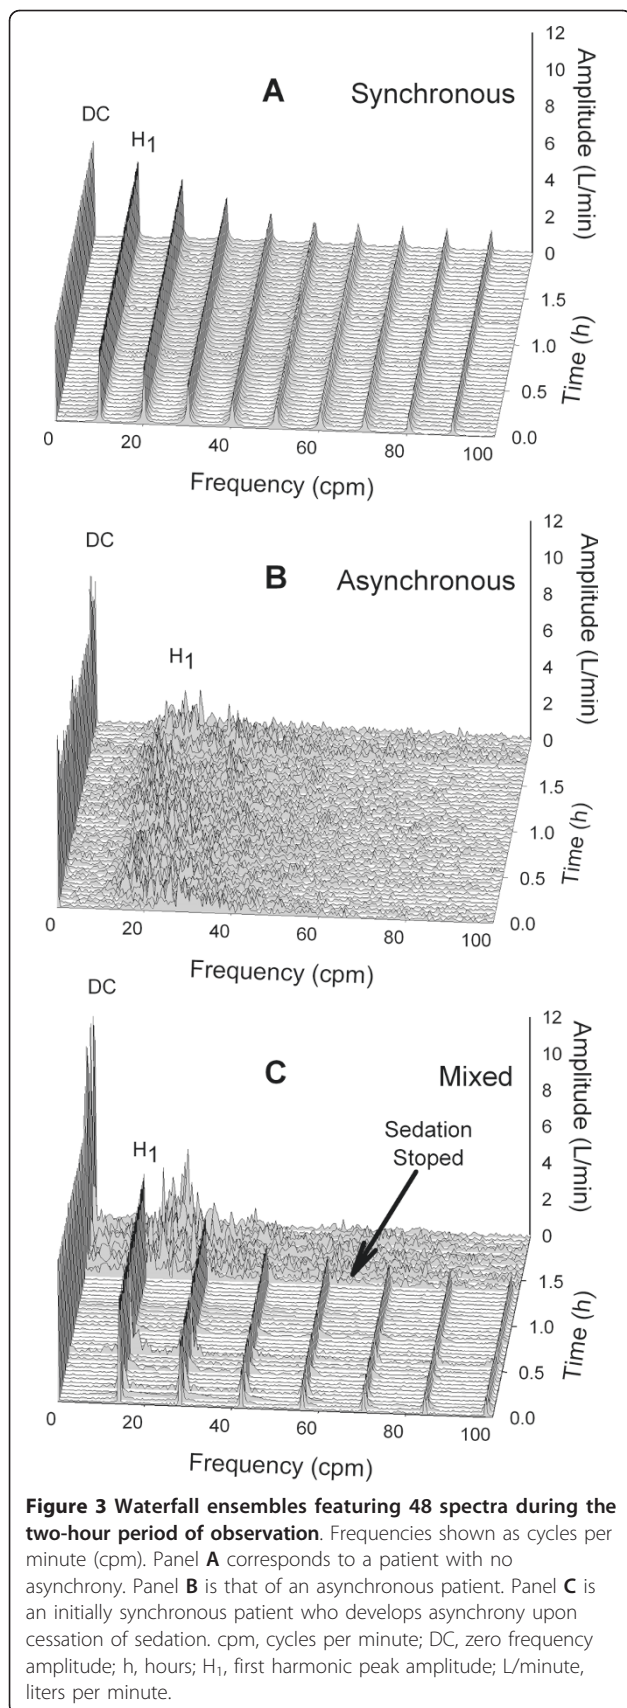 12
10
8
6
4
2
0
Amplitude (L/min)
A Synchronous
DC
H1
1.5
1.0
0.5
0.0
Time (h)
0 20 40 60 80 100
Frequency (cpm)
12
10
8
6
4
2
0
Amplitude (L/min)
B Asynchronous
DC
H1
1.5
1.0
0.5
0.0
Time (h)
0 20 40 60 80 100
Frequency (cpm)
12
10
8
6
4
2
0
Amplitude (L/min)
C Mixed
DC
H1
Sedation
Stoped
1.5
1.0
0.5
0.0
Time (h)
0 20 40 60 80 100
Frequency (cpm)
Figure 3 Waterfall ensembles featuring 48 spectra during the
two-hour period of observation. Frequencies shown as cycles per
minute (cpm). Panel A corresponds to a patient with no
asynchrony. Panel B is that of an asynchronous patient. Panel C is
an initially synchronous patient who develops asynchrony upon
cessation of sedation. cpm, cycles per minute; DC, zero frequency
amplitude; h, hours; H1, first harmonic peak amplitude; L/minute,
liters per minute.